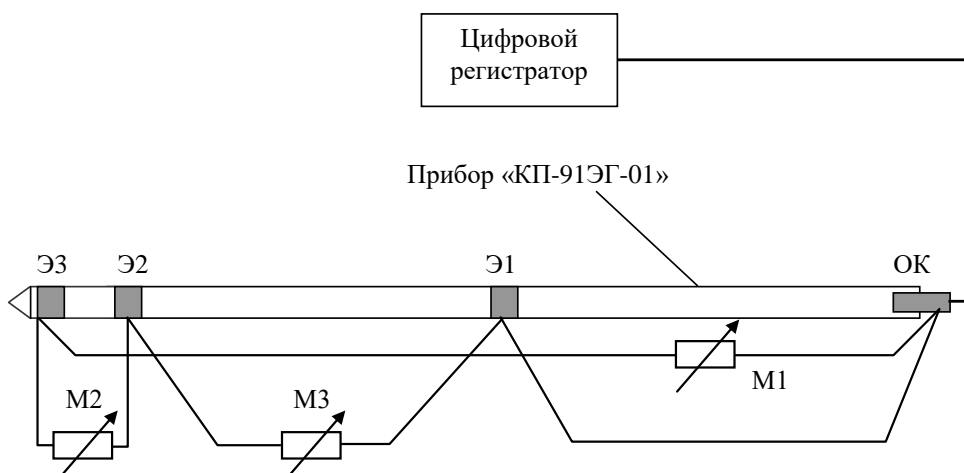 Цифровой
регистратор
Прибор «КП-91ЭГ-01»
Э3 Э2 Э1 ОК
М1
М2 М3